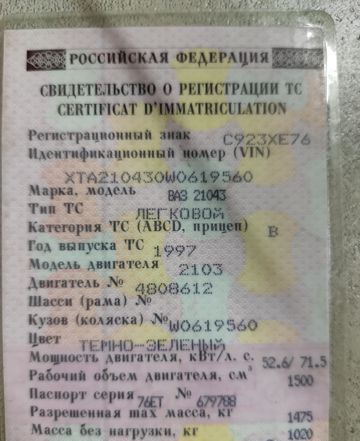 РОССИЙСКАЯ ФЕДЕРАЦИЯ
СВИДЕТЕЛЬСТВО О РЕГИСТРАЦИИ ТС
CERTIFICAT D'IMMATRICULATION
Регистрационный знак С923ХЕ76
Идентификационный номер (VIN)
XTA210430W0619560
Марка, модель ВАЗ 21043
Тип ТС ЛЕГКОВОЙ
Категория ТС (ABCD, прицеп) В
Год выпуска ТС 1997
Модель двигателя 2103
Двигатель № 4808612
Шасси (рама) №
Кузов (коляска) № W0619560
Цвет ТЕМНО-ЗЕЛЕНЫЙ
Мощность двигателя, кВт/л. с. 52.6/ 71.5
Рабочий объем двигателя, см³ 1500
Паспорт серия 76ЕТ № 679788
Разрешенная max масса, кг 1475
Масса без нагрузки, кг 1020